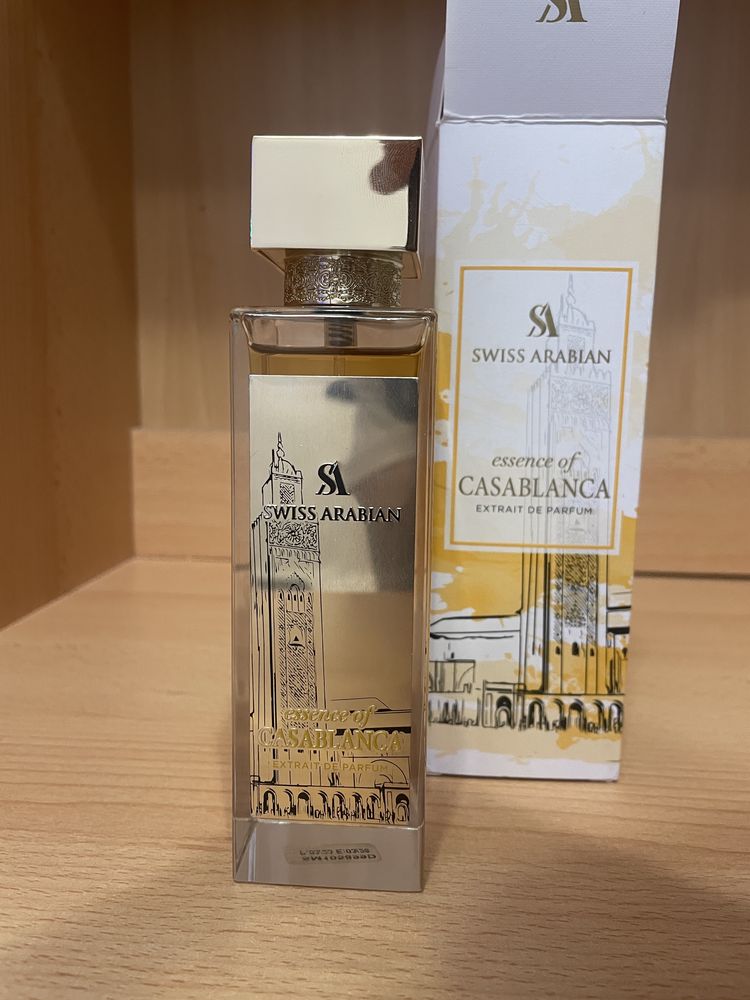 SA
SWISS ARABIAN
essence of
CASABLANCA
EXTRAIT DE PARFUM
SA
SA
SWISS ARABIAN
essence of
CASABLANCA
EXTRAIT DE PARFUM